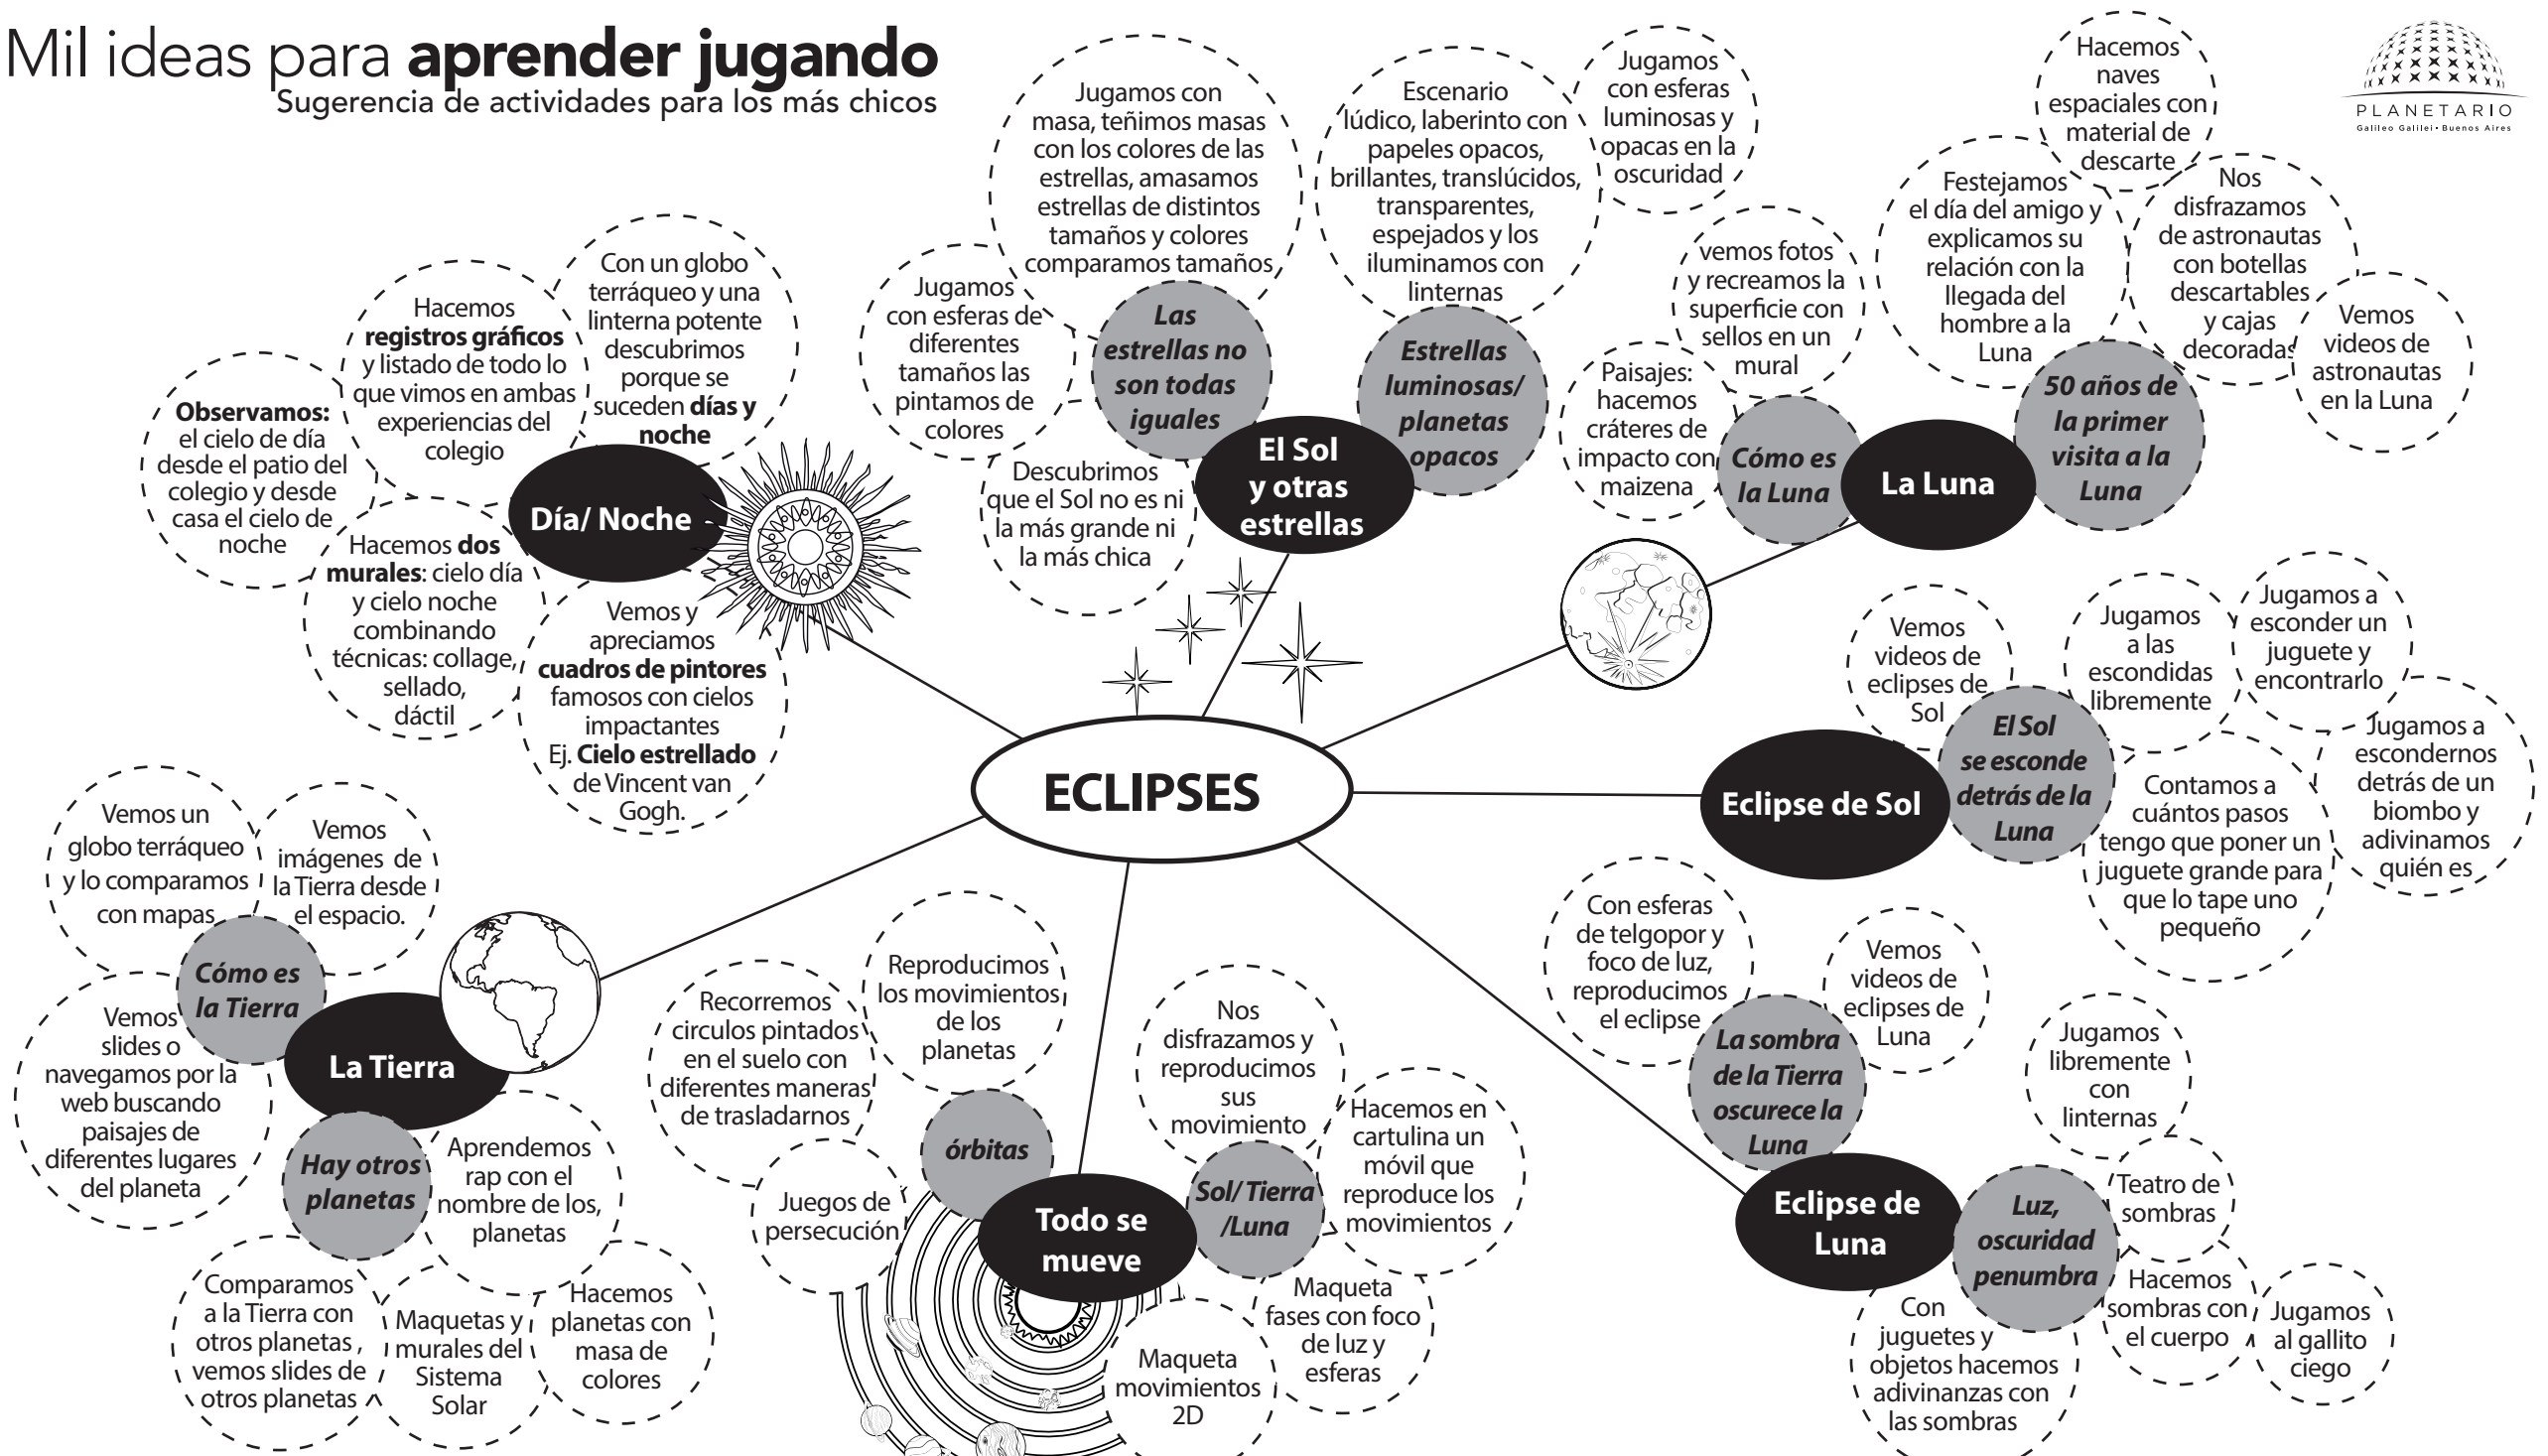 Mil ideas para aprender jugando
Sugerencia de actividades para los más chicos
PLANETARIO
Galileo Galilei • Buenos Aires
ECLIPSES
Día/ Noche
Observamos:
el cielo de día
desde el patio del
colegio y desde
casa el cielo de
noche
Hacemos
registros gráficos
y listado de todo lo
que vimos en ambas
experiencias del
colegio
Con un globo
terráqueo y una
linterna potente
descubrimos
porque se
suceden días y
noche
Hacemos dos
murales: cielo día
y cielo noche
combinando
técnicas: collage,
sellado,
dáctil
Vemos y
apreciamos
cuadros de pintores
famosos con cielos
impactantes
Ej. Cielo estrellado
de Vincent van
Gogh.
El Sol
y otras
estrellas
Las
estrellas no
son todas
iguales
Jugamos
con esferas de
diferentes
tamaños las
pintamos de
colores
Jugamos con
masa, teñimos masas
con los colores de las
estrellas, amasamos
estrellas de distintos
tamaños y colores
comparamos tamaños
Descubrimos
que el Sol no es ni
la más grande ni
la más chica
Estrellas
luminosas/
planetas
opacos
Escenario
lúdico, laberinto con
papeles opacos,
brillantes, translúcidos,
transparentes,
espejados y los
iluminamos con
linternas
Jugamos
con esferas
luminosas y
opacas en la
oscuridad
La Luna
Cómo es
la Luna
Paisajes:
hacemos
cráteres de
impacto con
maizena
vemos fotos
y recreamos la
superficie con
sellos en un
mural
50 años de
la primer
visita a la
Luna
Festejamos
el día del amigo y
explicamos su
relación con la
llegada del
hombre a la
Luna
Hacemos
naves
espaciales con
material de
descarte
Nos
disfrazamos
de astronautas
con botellas
descartables
y cajas
decoradas
Vemos
videos de
astronautas
en la Luna
Eclipse de Sol
El Sol
se esconde
detrás de la
Luna
Vemos
videos de
eclipses de
Sol
Jugamos
a las
escondidas
libremente
Jugamos a
esconder un
juguete y
encontrarlo
Jugamos a
escondernos
detrás de un
biombo y
adivinamos
quién es
Contamos a
cuántos pasos
tengo que poner un
juguete grande para
que lo tape uno
pequeño
Eclipse de
Luna
La sombra
de la Tierra
oscurece la
Luna
Con esferas
de telgopor y
foco de luz,
reproducimos
el eclipse
Vemos
videos de
eclipses de
Luna
Luz,
oscuridad
penumbra
Jugamos
libremente
con
linternas
Teatro de
sombras
Hacemos
sombras con
el cuerpo
Jugamos
al gallito
ciego
Con
juguetes y
objetos hacemos
adivinanzas con
las sombras
Todo se
mueve
órbitas
Recorremos
circulos pintados
en el suelo con
diferentes maneras
de trasladarnos
Reproducimos
los movimientos
de los
planetas
Juegos de
persecución
Sol/ Tierra
/Luna
Nos
disfrazamos y
reproducimos
sus
movimiento
Hacemos en
cartulina un
móvil que
reproduce los
movimientos
Maqueta
fases con foco
de luz y
esferas
Maqueta
movimientos
2D
La Tierra
Cómo es
la Tierra
Vemos un
globo terráqueo
y lo comparamos
con mapas
Vemos
imágenes de
la Tierra desde
el espacio.
Vemos
slides o
navegamos por la
web buscando
paisajes de
diferentes lugares
del planeta
Hay otros
planetas
Aprendemos
rap con el
nombre de los,
planetas
Comparamos
a la Tierra con
otros planetas ,
vemos slides de
otros planetas
Maquetas y
murales del
Sistema
Solar
Hacemos
planetas con
masa de
colores